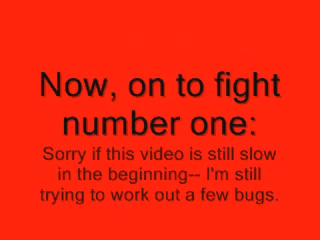 Now, on to fight
number one:
Sorry if this video is still slow
in the beginning-- I'm still
trying to work out a few bugs.